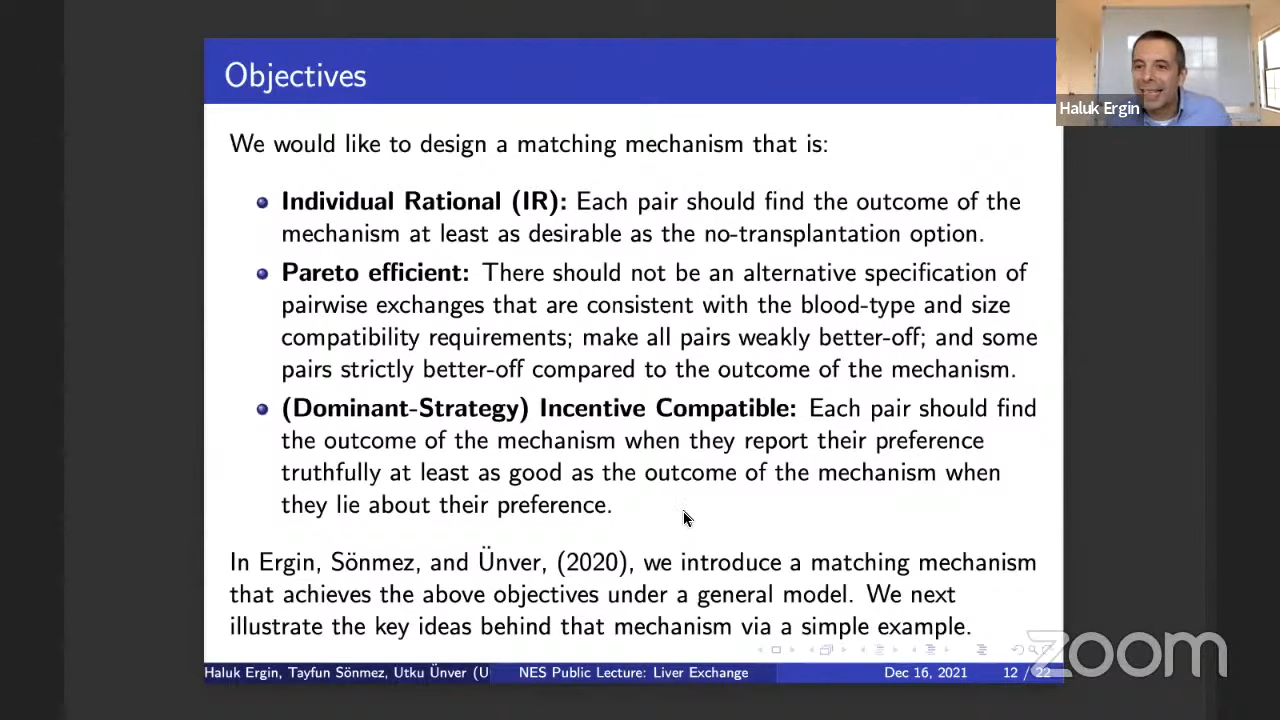 Objectives
Haluk Ergin
We would like to design a matching mechanism that is:
Individual Rational (IR): Each pair should find the outcome of the
mechanism at least as desirable as the no-transplantation option.
Pareto efficient: There should not be an alternative specification of
pairwise exchanges that are consistent with the blood-type and size
compatibility requirements; make all pairs weakly better-off; and some
pairs strictly better-off compared to the outcome of the mechanism.
(Dominant-Strategy) Incentive Compatible: Each pair should find
the outcome of the mechanism when they report their preference
truthfully at least as good as the outcome of the mechanism when
they lie about their preference.
In Ergin, Sönmez, and Ünver, (2020), we introduce a matching mechanism
that achieves the above objectives under a general model. We next
illustrate the key ideas behind that mechanism via a simple example.
Haluk Ergin, Tayfun Sönmez, Utku Ünver (U NES Public Lecture: Liver Exchange Dec 16, 2021 12 / 22
zoom